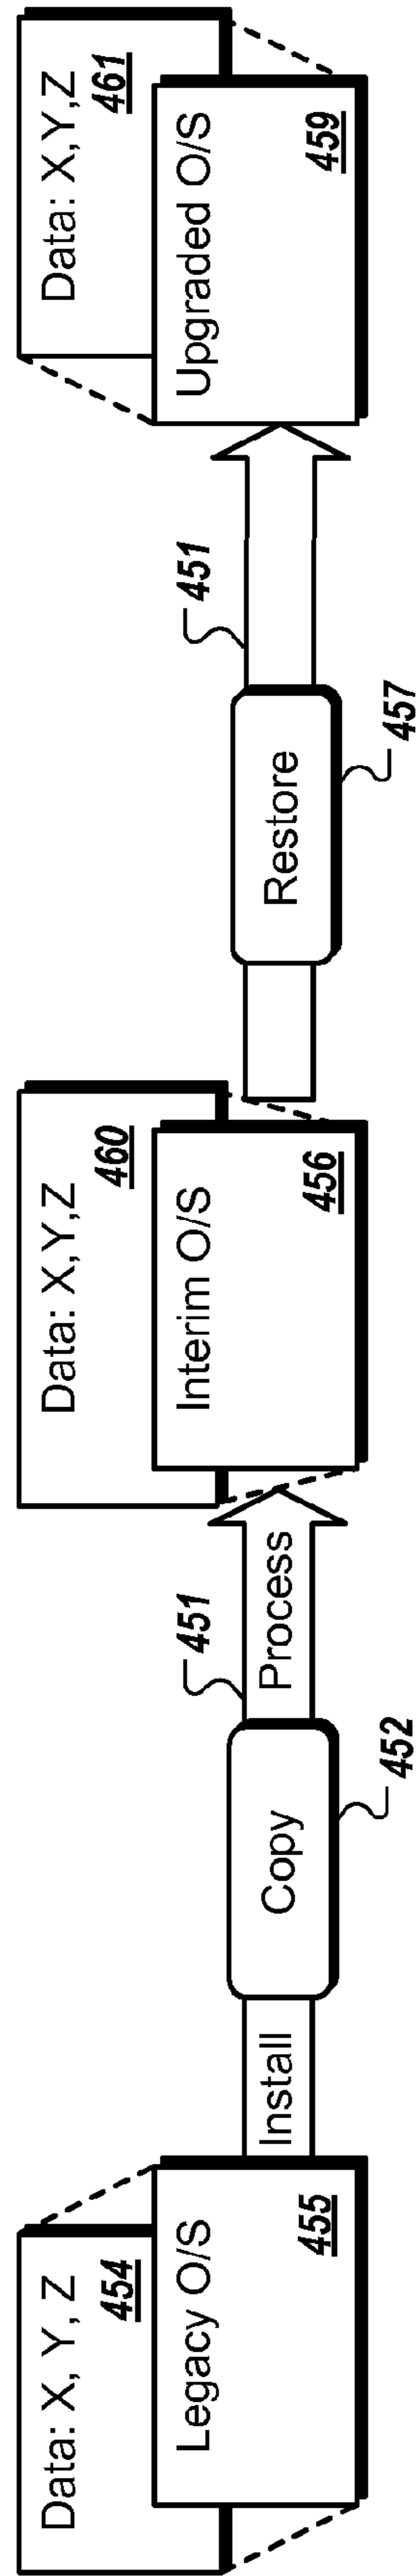 Data: X, Y, Z
454
Legacy O/S
455
Install
Copy
452
Process
451
Data: X,Y,Z
460
Interim O/S
456
Restore
457
451
Data: X,Y,Z
461
Upgraded O/S
459